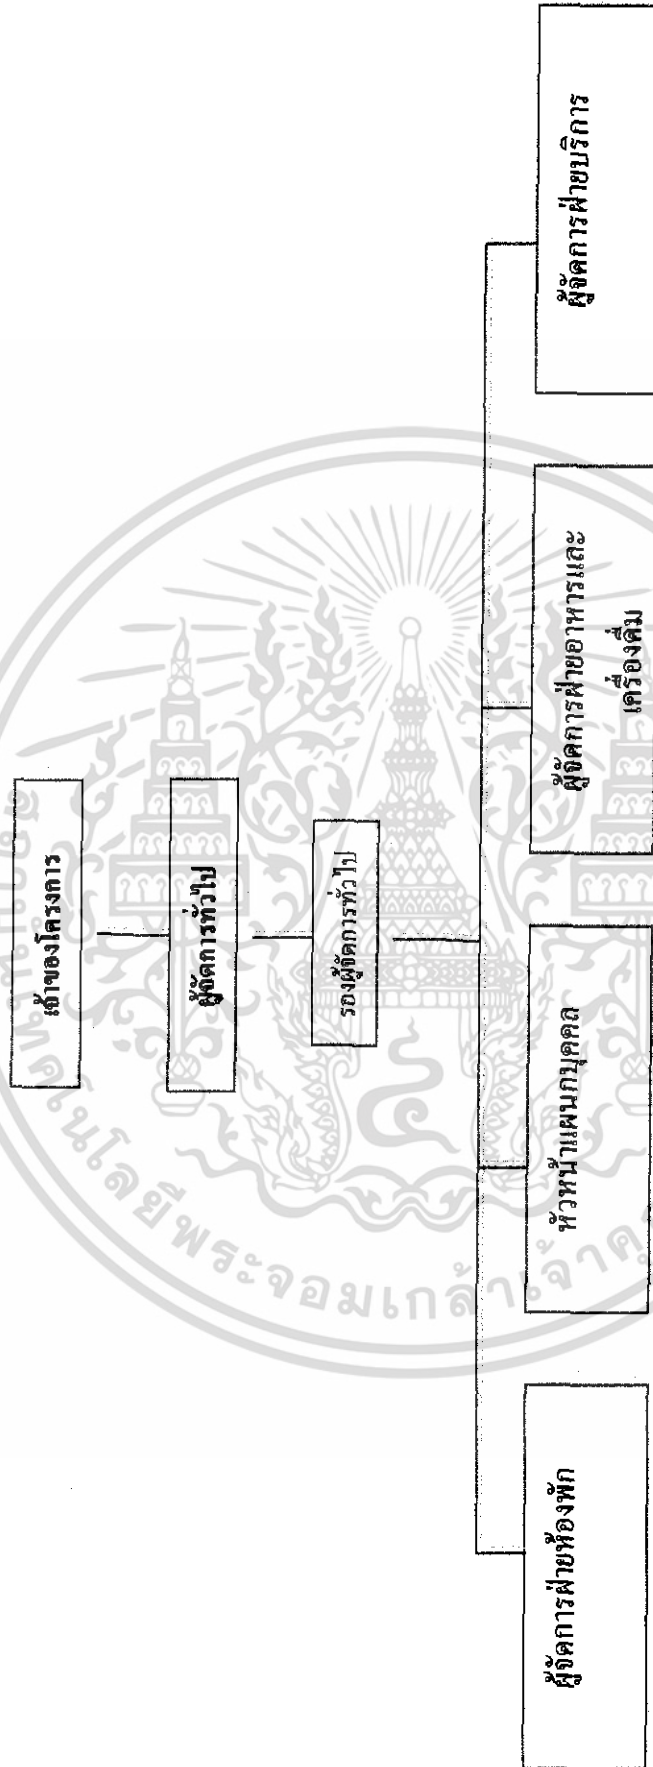 เจ้าของโครงการ
ผู้จัดการทั่วไป
รองผู้จัดการทั่วไป
ผู้จัดการฝ่ายห้องพัก
หัวหน้าแผนกบุคคล
ผู้จัดการฝ่ายอาหารและ
เครื่องดื่ม
ผู้จัดการฝ่ายบริการ